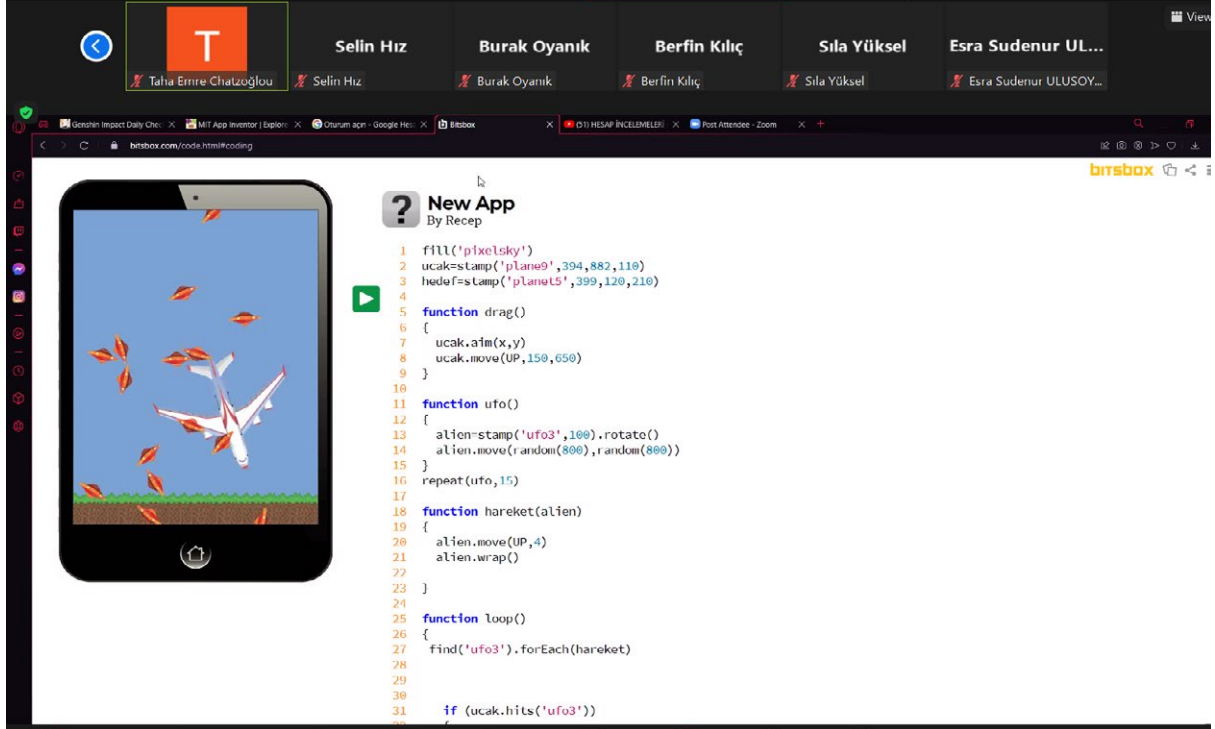 View
T
Selin Hız
Burak Oyanık
Berfin Kılıç
Sıla Yüksel
Esra Sudenur UL...
Taha Emre Chatzoğlou
Selin Hız
Burak Oyanık
Berfin Kılıç
Sıla Yüksel
Esra Sudenur ULUSOY...
Genshin Impact Daily Chec
MIT App Inventor | Explore
Oturum açın - Google Hes
Bitsbox
(51) HESAP İNCELEMELERİ
Post Attendee - Zoom
bitsbox.com/code.html#coding
bitsbox
? New App
By Recep
1 fill('pixelsky')
2 ucak=stamp('plane9',394,882,110)
3 hedef=stamp('planet5',399,120,210)
4
5 function drag()
6 {
7 ucak.aim(x,y)
8 ucak.move(UP,150,650)
9 }
10
11 function ufo()
12 {
13 alien=stamp('ufo3',100).rotate()
14 alien.move(random(800),random(800))
15 }
16 repeat(ufo,15)
17
18 function hareket(alien)
19 {
20 alien.move(UP,4)
21 alien.wrap()
22
23 }
24
25 function loop()
26 {
27 find('ufo3').forEach(hareket)
28
29
30
31 if (ucak.hits('ufo3'))